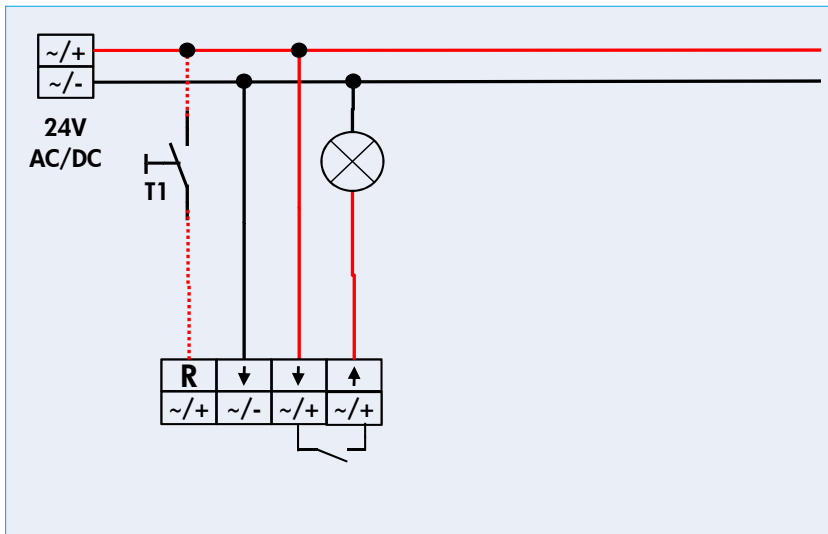 ~/+
~/-
24V
AC/DC
T1
R ↓ ↓ ↑
~/+ ~/- ~/+ ~/+